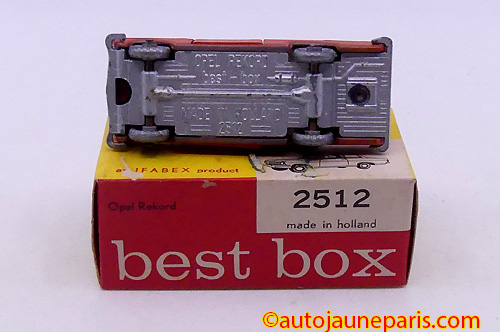 OPEL REKORD
best - box
MADE IN HOLLAND
2512
an IFABEX product
Opel Rekord
2512
made in holland
best box
©autojauneparis.com